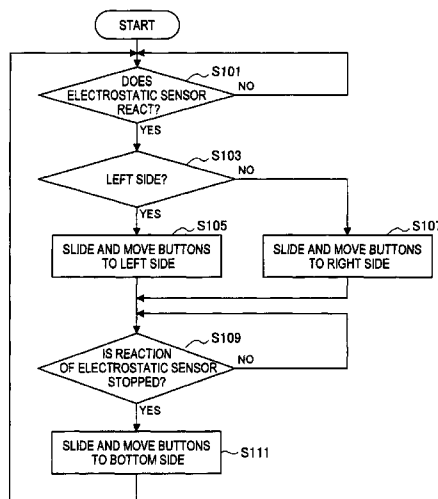 START
S101
DOES
ELECTROSTATIC SENSOR
REACT?
NO
YES
S103
LEFT SIDE?
NO
YES
S105
SLIDE AND MOVE BUTTONS
TO LEFT SIDE
S107
SLIDE AND MOVE BUTTONS
TO RIGHT SIDE
S109
IS REACTION
OF ELECTROSTATIC SENSOR
STOPPED?
NO
YES
SLIDE AND MOVE BUTTONS
TO BOTTOM SIDE
S111